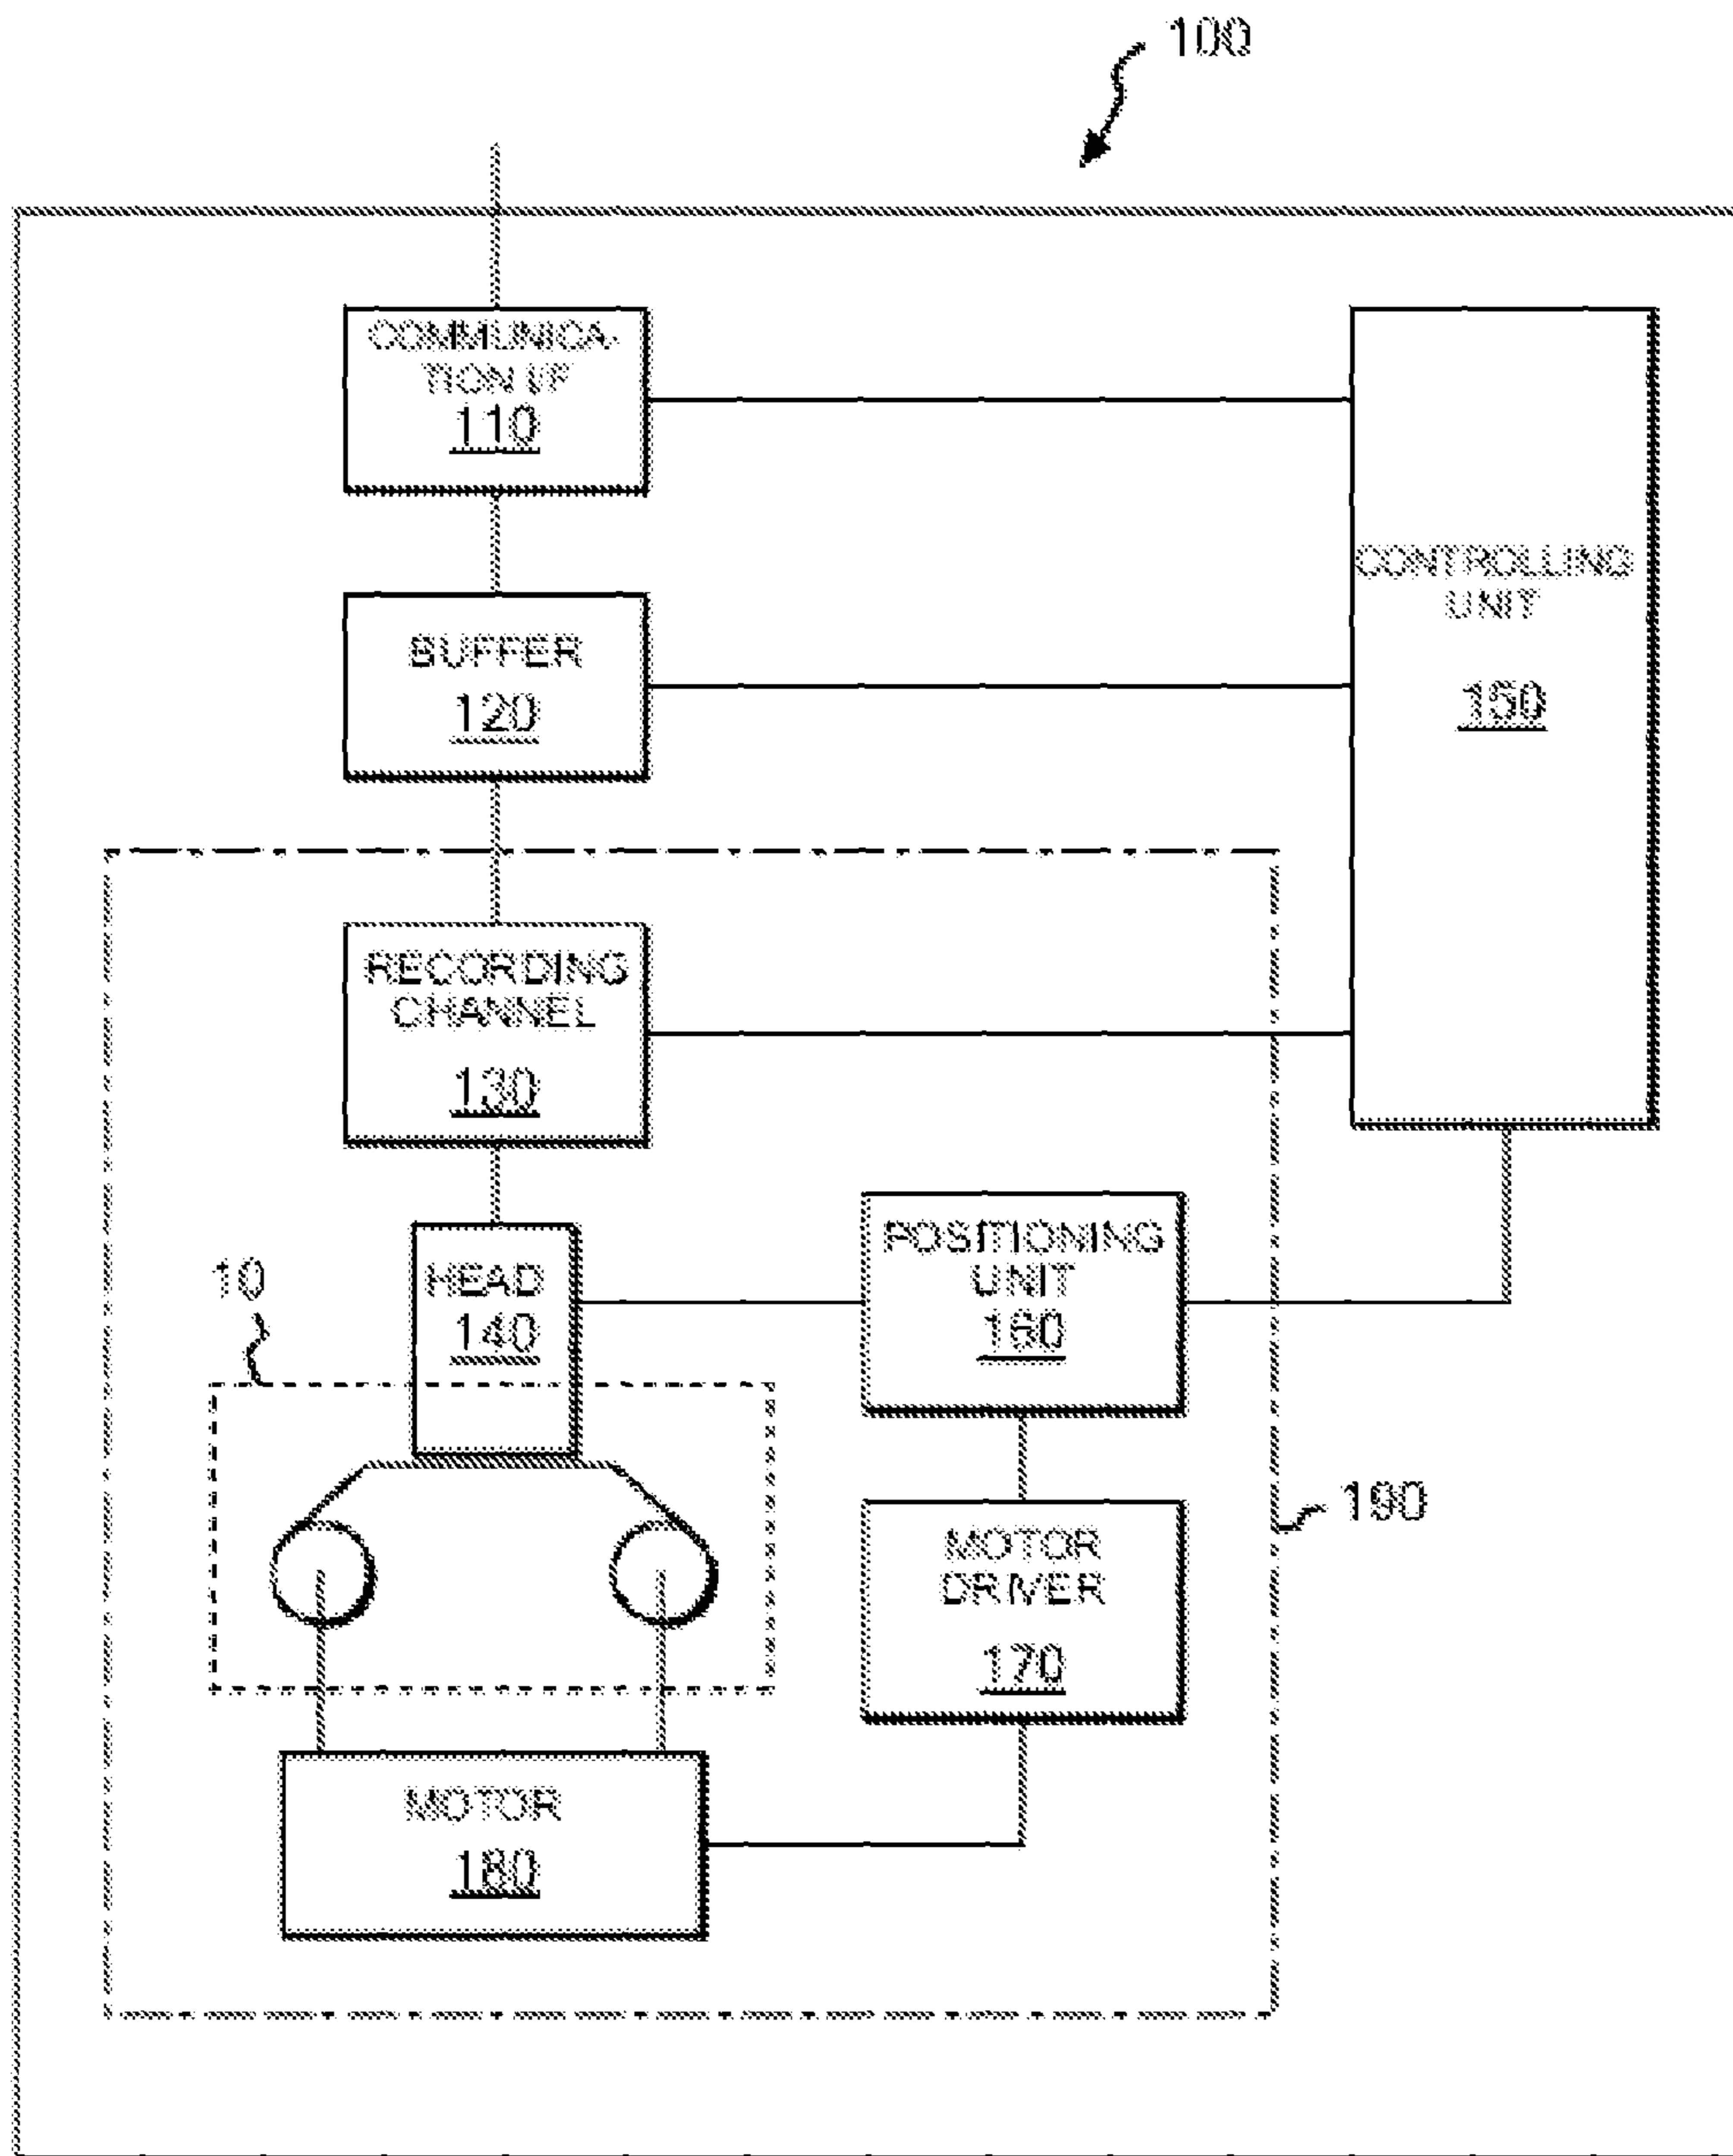 100
COMMUNICA-
TION I/F
110
CONTROLLING
UNIT
150
BUFFER
120
RECORDING
CHANNEL
130
POSITIONING
UNIT
160
10
HEAD
140
190
MOTOR
DRIVER
170
MOTOR
180